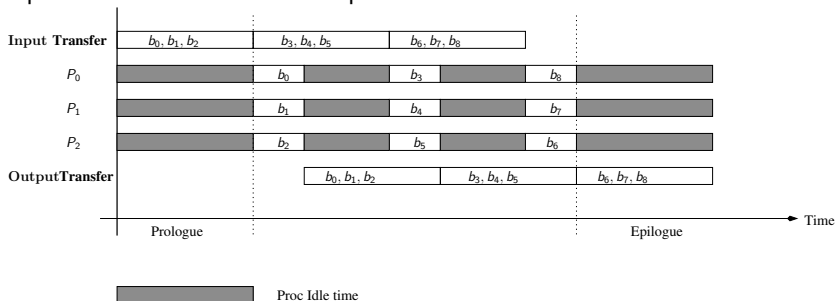 Input Transfer b0, b1, b2 b3, b4, b5 b6, b7, b8
P0 b0 b3 b8
P1 b1 b4 b7
P2 b2 b5 b6
OutputTransfer b0, b1, b2 b3, b4, b5 b6, b7, b8
Time
Prologue Epilogue
Proc Idle time